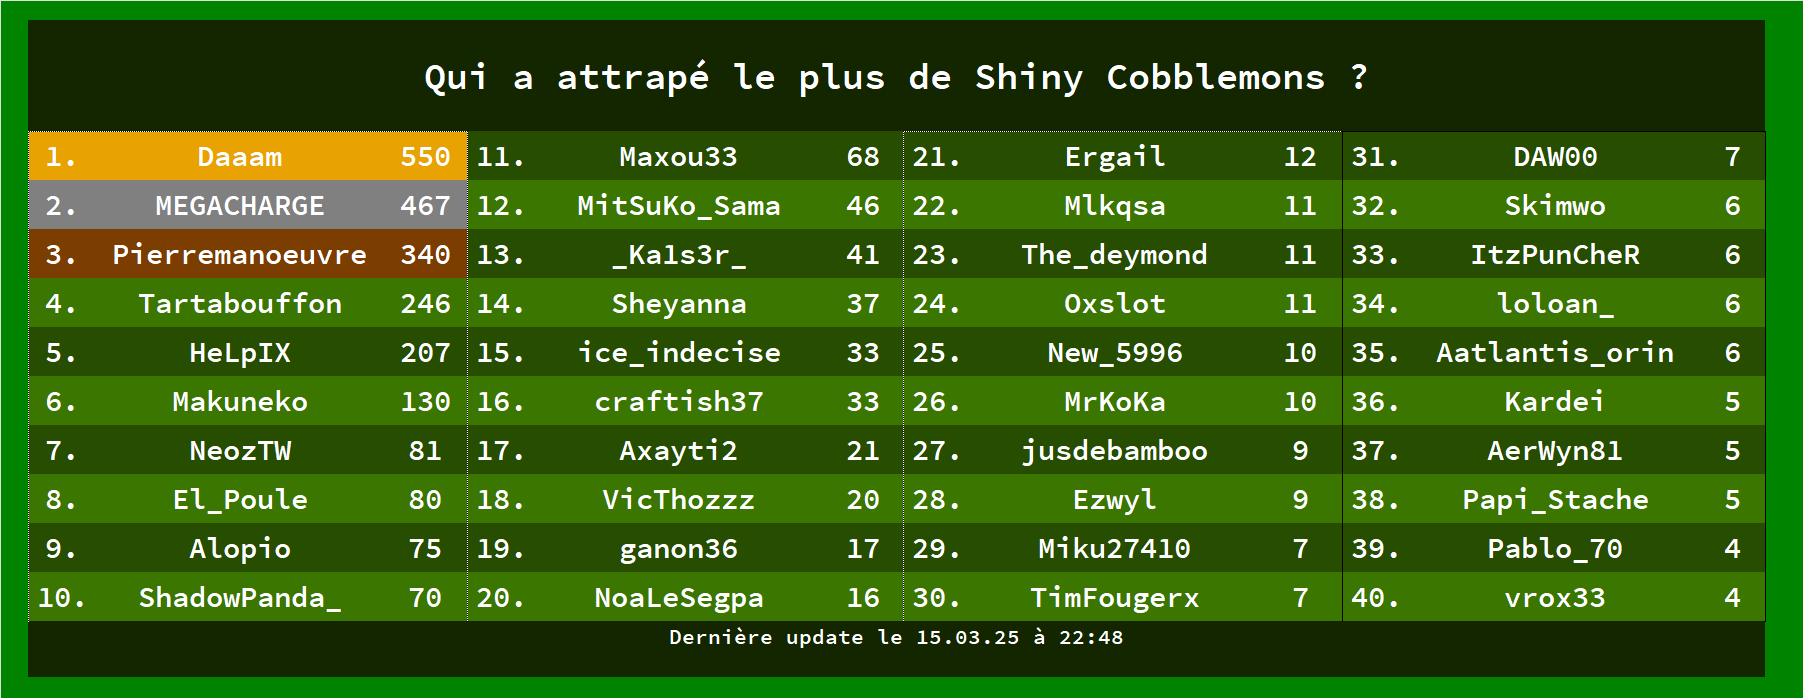 Qui a attrapé le plus de Shiny Cobblemons ?
1. Daaam 550 11. Maxou33 68 21. Ergail 12 31. DAW00 7
2. MEGACHARGE 467 12. MitSuKo_Sama 46 22. Mlkqsa 11 32. Skimwo 6
3. Pierremanoeuvre 340 13. _Kals3r_ 41 23. The_deymond 11 33. ItzPunCheR 6
4. Tartabouffon 246 14. Sheyanna 37 24. Oxslot 11 34. loloan_ 6
5. HeLpIX 207 15. ice_indecise 33 25. New_5996 10 35. Aatlantis_orin 6
6. Makuneko 130 16. craftish37 33 26. MrKoKa 10 36. Kardei 5
7. NeozTW 81 17. Axayti2 21 27. jusdebamboo 9 37. AerWyn81 5
8. El_Poule 80 18. VicThozzz 20 28. Ezwyl 9 38. Papi_Stache 5
9. Alopio 75 19. ganon36 17 29. Miku27410 7 39. Pablo_70 4
10. ShadowPanda_ 70 20. NoaLeSegpa 16 30. TimFougerx 7 40. vrox33 4
Dernière update le 15.03.25 à 22:48